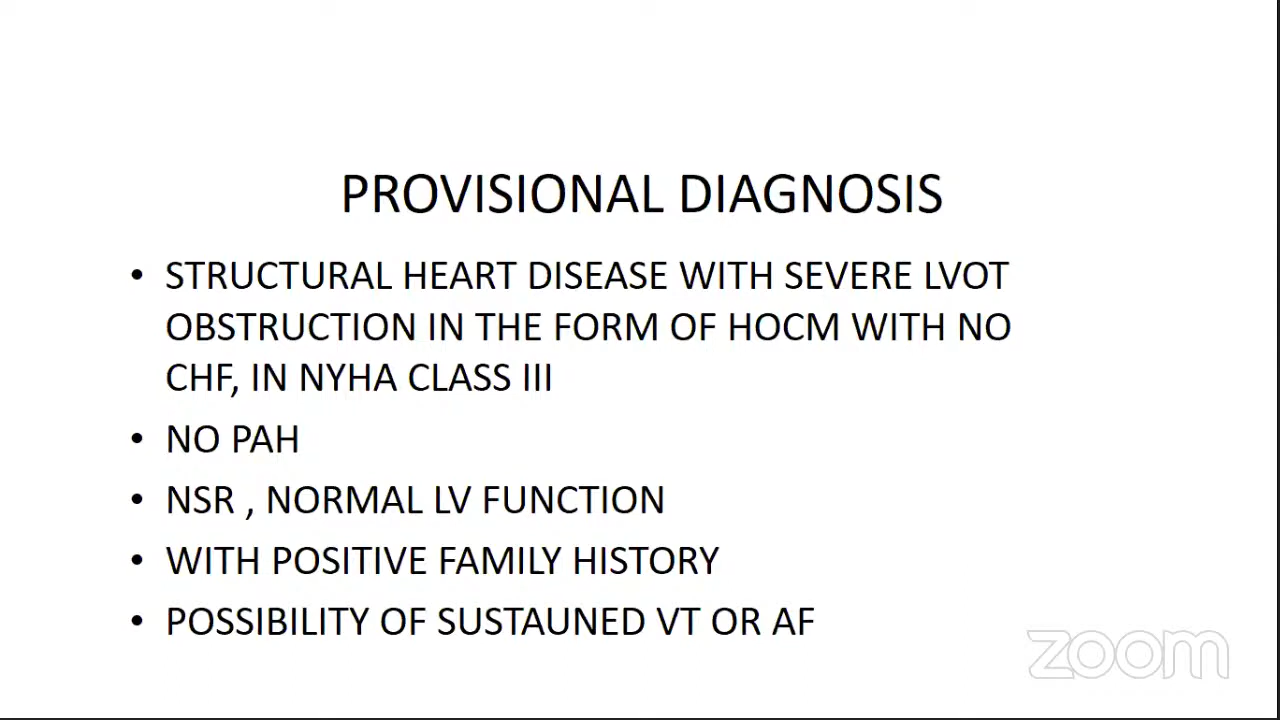 PROVISIONAL DIAGNOSIS
• STRUCTURAL HEART DISEASE WITH SEVERE LVOT
OBSTRUCTION IN THE FORM OF HOCM WITH NO
CHF, IN NYHA CLASS III
• NO PAH
• NSR , NORMAL LV FUNCTION
• WITH POSITIVE FAMILY HISTORY
• POSSIBILITY OF SUSTAUNED VT OR AF
zoom